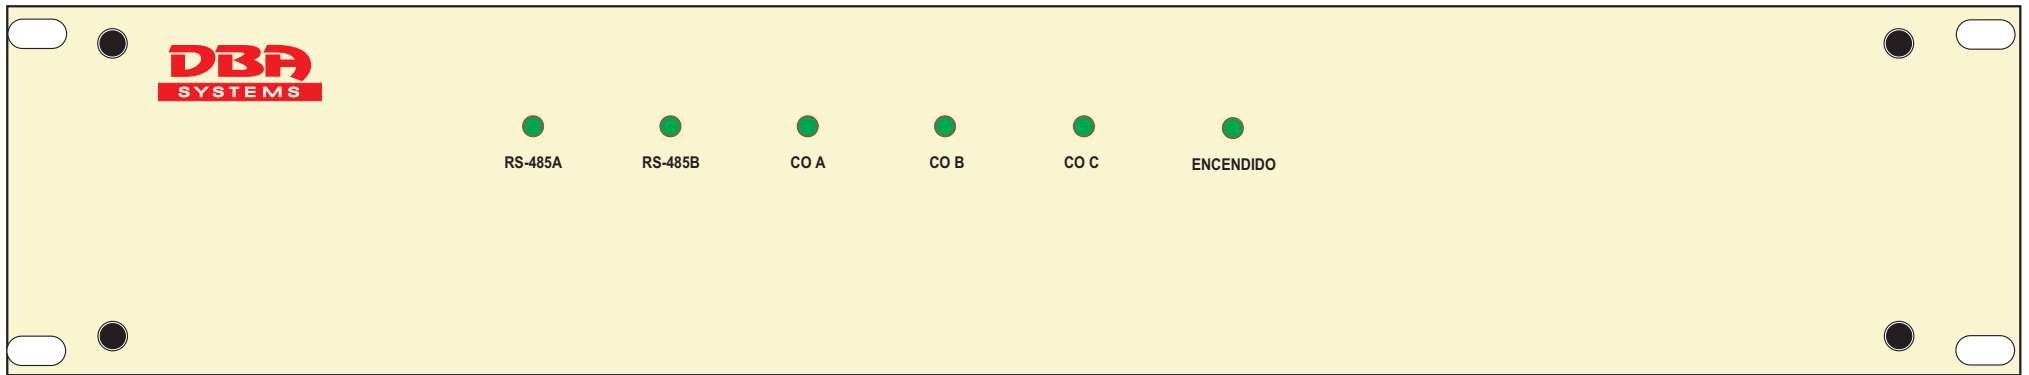 DBA
SYSTEMS
RS-485A
RS-485B
CO A
CO B
CO C
ENCENDIDO